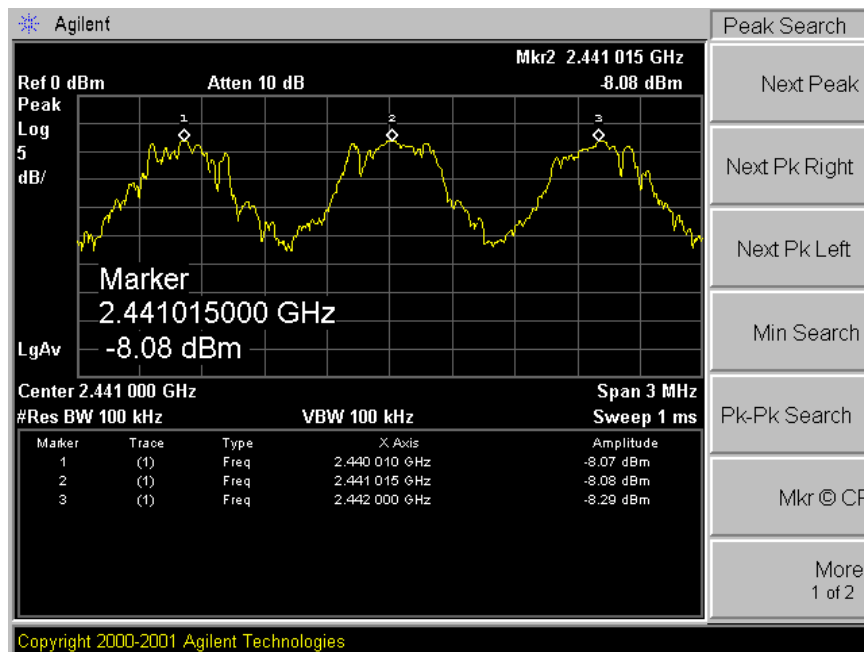 Agilent
Peak Search
Mkr2 2.441 015 GHz
Ref 0 dBm Atten 10 dB -8.08 dBm
Peak
Log
5
dB/
1 2 3
Marker
2.441015000 GHz
-8.08 dBm
LgAv
Center 2.441 000 GHz Span 3 MHz
#Res BW 100 kHz VBW 100 kHz Sweep 1 ms
Marker Trace Type X Axis Amplitude
1 (1) Freq 2.440 010 GHz -8.07 dBm
2 (1) Freq 2.441 015 GHz -8.08 dBm
3 (1) Freq 2.442 000 GHz -8.29 dBm
Next Peak
Next Pk Right
Next Pk Left
Min Search
Pk-Pk Search
Mkr © CF
More
1 of 2
Copyright 2000-2001 Agilent Technologies